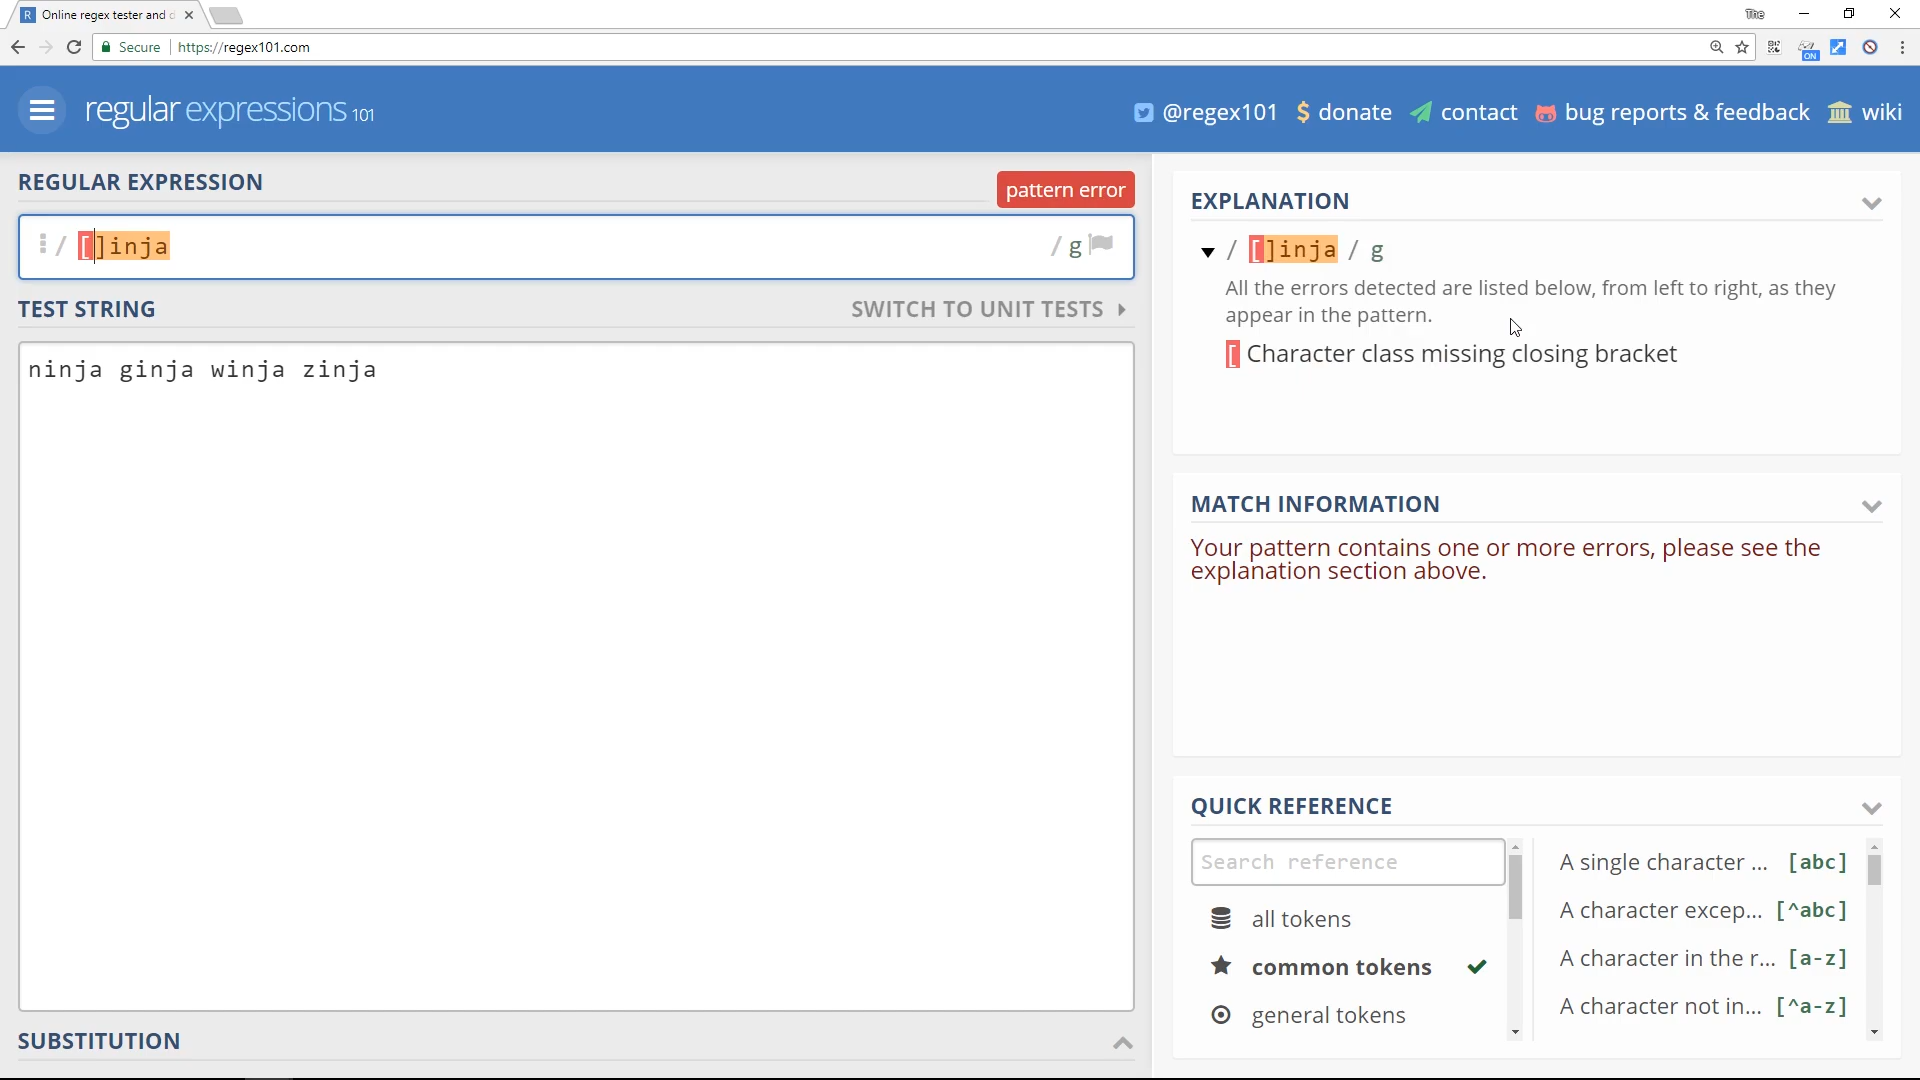 R Online regex tester and d
The
Secure https://regex101.com
ON
regular expressions 101
@regex101 $ donate contact bug reports & feedback wiki
REGULAR EXPRESSION
pattern error
/ []inja / g
TEST STRING
SWITCH TO UNIT TESTS
ninja ginja winja zinja
SUBSTITUTION
EXPLANATION
/ []inja / g
All the errors detected are listed below, from left to right, as they
appear in the pattern.
[ Character class missing closing bracket
MATCH INFORMATION
Your pattern contains one or more errors, please see the
explanation section above.
QUICK REFERENCE
Search reference
all tokens
common tokens
general tokens
A single character ... [abc]
A character excep... [^abc]
A character in the r... [a-z]
A character not in... [^a-z]